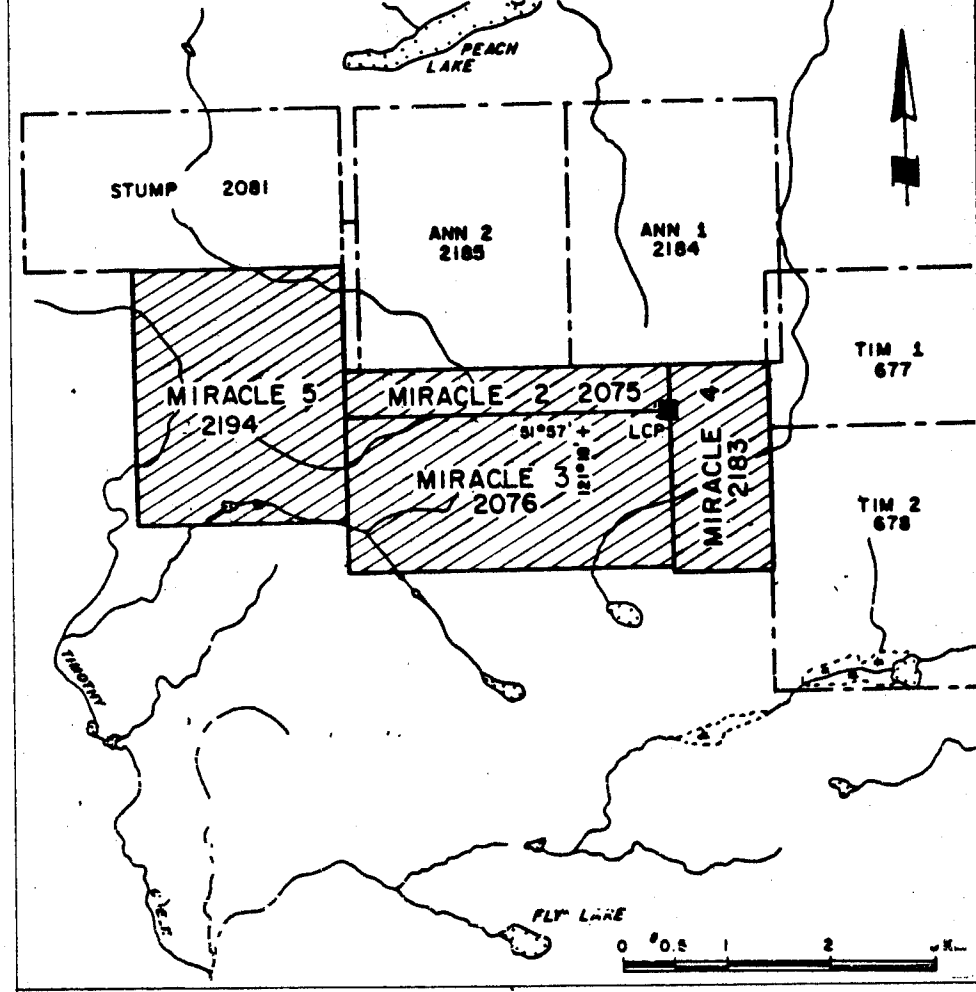 PEACH
LAKE
STUMP 2081
ANN 2
2185
ANN 1
2184
TIM 1
677
MIRACLE 5
2194
MIRACLE 2 2075
51°57' +
LCP
MIRACLE 3
2076
121°18'
MIRACLE 4
2183
TIM 2
678
TIMOTHY
FLY LAKE
0 0.5 1 2